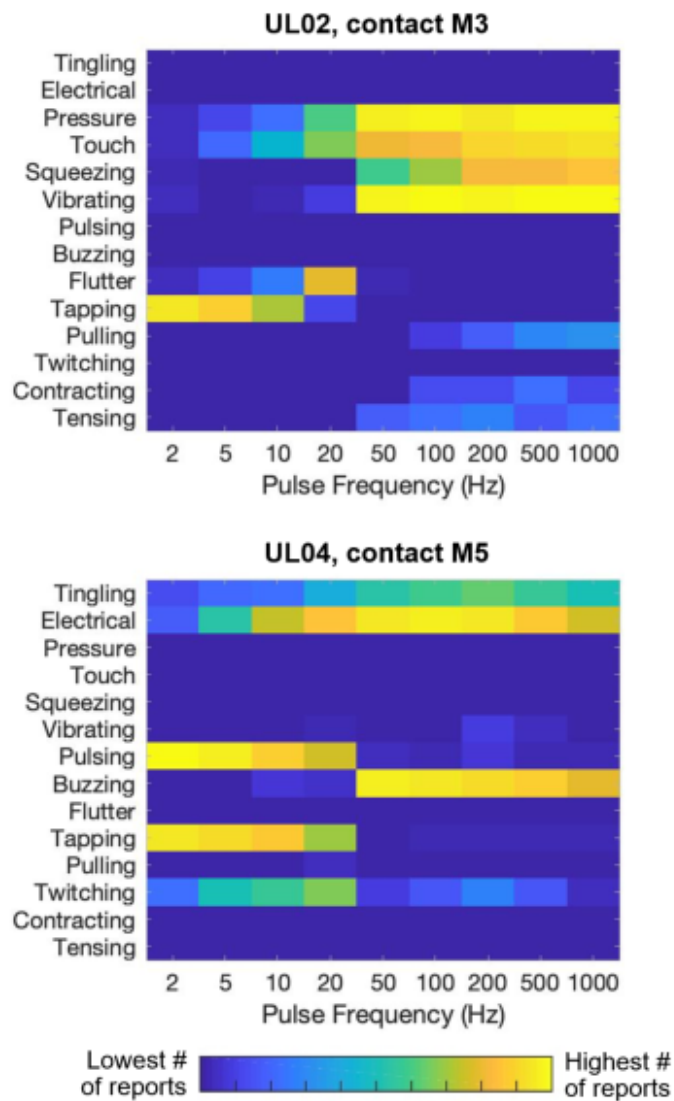 UL02, contact M3
Tingling
Electrical
Pressure
Touch
Squeezing
Vibrating
Pulsing
Buzzing
Flutter
Tapping
Pulling
Twitching
Contracting
Tensing
2 5 10 20 50 100 200 500 1000
Pulse Frequency (Hz)
UL04, contact M5
Tingling
Electrical
Pressure
Touch
Squeezing
Vibrating
Pulsing
Buzzing
Flutter
Tapping
Pulling
Twitching
Contracting
Tensing
2 5 10 20 50 100 200 500 1000
Pulse Frequency (Hz)
Lowest #
of reports
Highest #
of reports